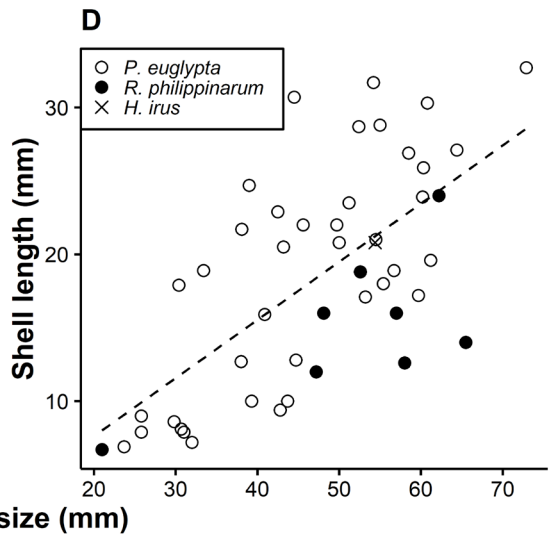 D
P. euglypta
R. philippinarum
H. irus
Shell length (mm)
30
20
10
20 30 40 50 60 70
size (mm)